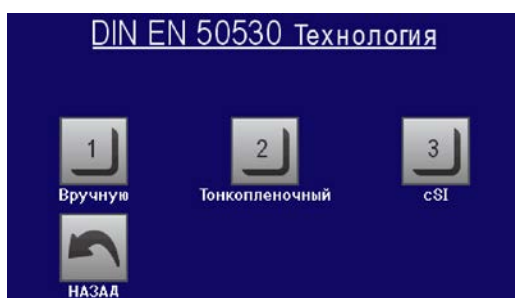 DIN EN 50530 Технология
1 2 3
Вручную Тонкопленочный cSI
НАЗАД